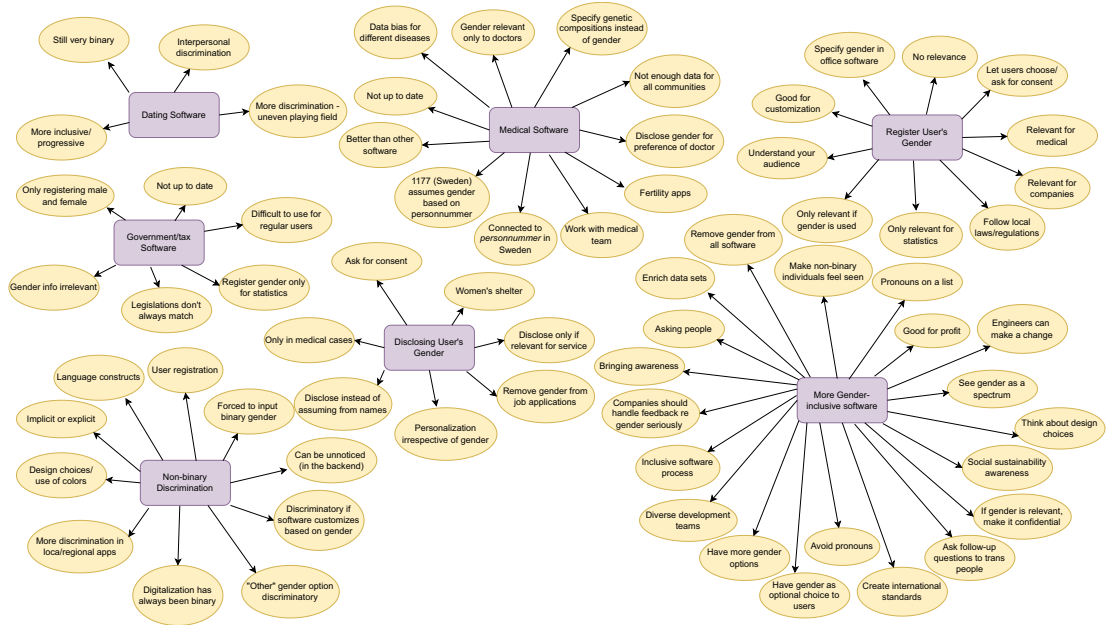 Still very binary
Interpersonal
discrimination
Dating Software
More discrimination -
uneven playing field
More inclusive/
progressive
Data bias for
different diseases
Gender relevant
only to doctors
Specify genetic
compositions instead
of gender
Not enough data for
all communities
Not up to date
Medical Software
Better than other
software
Disclose gender for
preference of doctor
1177 (Sweden)
assumes gender
based on
personnummer
Fertility apps
Connected to
personnummer in
Sweden
Work with medical
team
Specify gender in
office software
No relevance
Let users choose/
ask for consent
Good for
customization
Register User's
Gender
Relevant for
medical
Understand your
audience
Relevant for
companies
Only relevant if
gender is used
Only relevant for
statistics
Follow local
laws/regulations
Only registering male
and female
Not up to date
Government/tax
Software
Difficult to use for
regular users
Gender info irrelevant
Legislations don't
always match
Register gender only
for statistics
Ask for consent
Women's shelter
Only in medical cases
Disclosing User's
Gender
Disclose only if
relevant for service
Disclose instead of
assuming from names
Personalization
irrespective of gender
Remove gender from
job applications
Language constructs
User registration
Implicit or explicit
Forced to input
binary gender
Design choices/
use of colors
Non-binary
Discrimination
Can be unnoticed
(in the backend)
Discriminatory if
software customizes
based on gender
More discrimination in
loca/regional apps
Digitalization has
always been binary
"Other" gender option
discriminatory
Remove gender from
all software
Make non-binary
individuals feel seen
Pronouns on a list
Enrich data sets
Asking people
Good for profit
Engineers can
make a change
Bringing awareness
More Gender-
inclusive software
See gender as a
spectrum
Companies should
handle feedback re
gender seriously
Think about design
choices
Inclusive software
process
Social sustainability
awareness
Diverse development
teams
If gender is relevant,
make it confidential
Have more gender
options
Avoid pronouns
Ask follow-up
questions to trans
people
Have gender as
optional choice to
users
Create international
standards